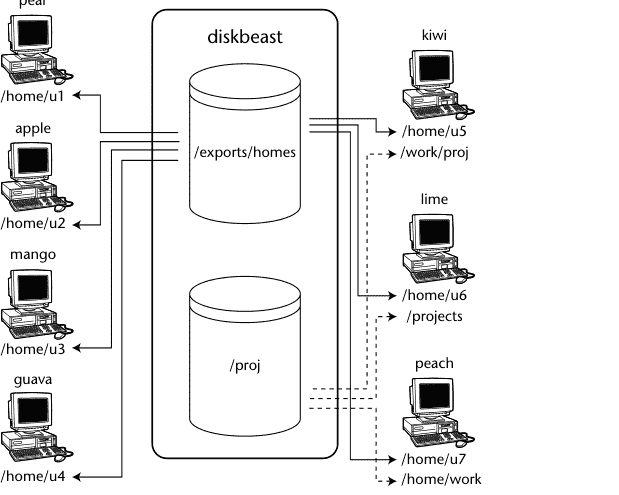 pear
diskbeast
kiwi
/home/u1
/home/u5
apple
/exports/homes
/work/proj
/home/u2
lime
mango
/home/u6
/projects
/home/u3
/proj
peach
guava
/home/u7
/home/u4
/home/work